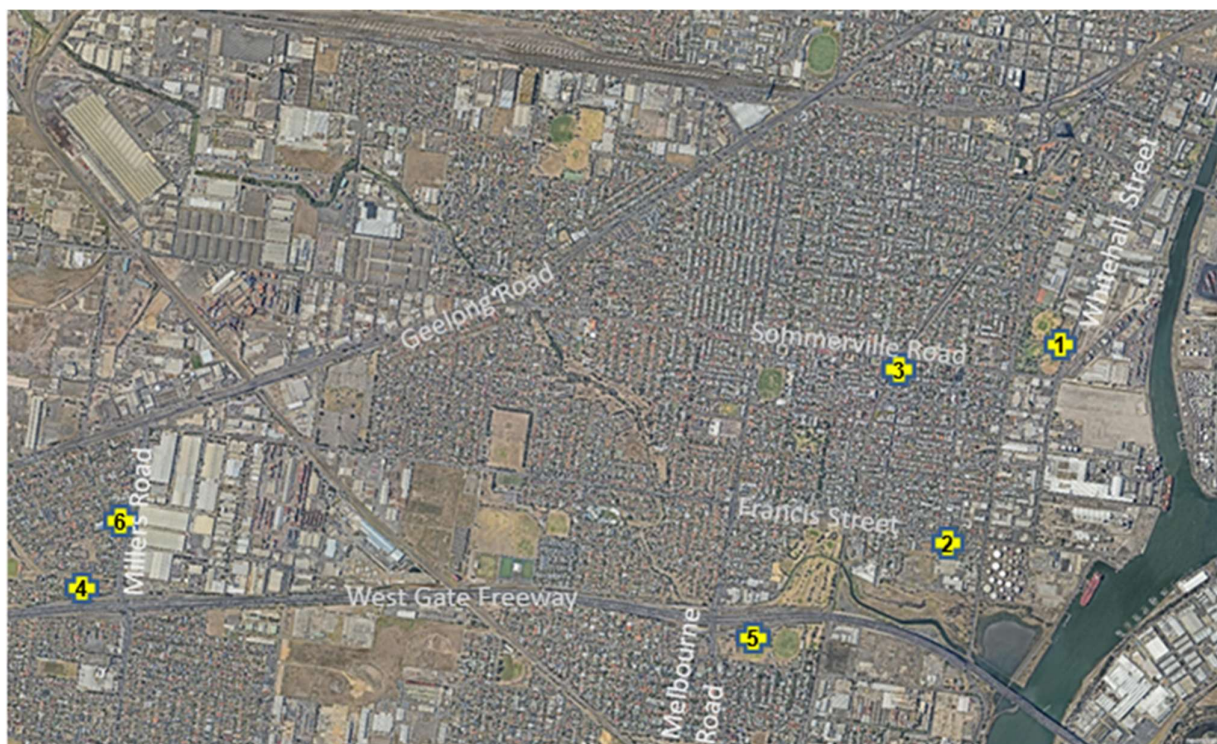 Whitehall Street
Geelong Road
Sommerville Road
1
3
Millers Road
6
Francis Street
2
4
West Gate Freeway
5
Melbourne
Road